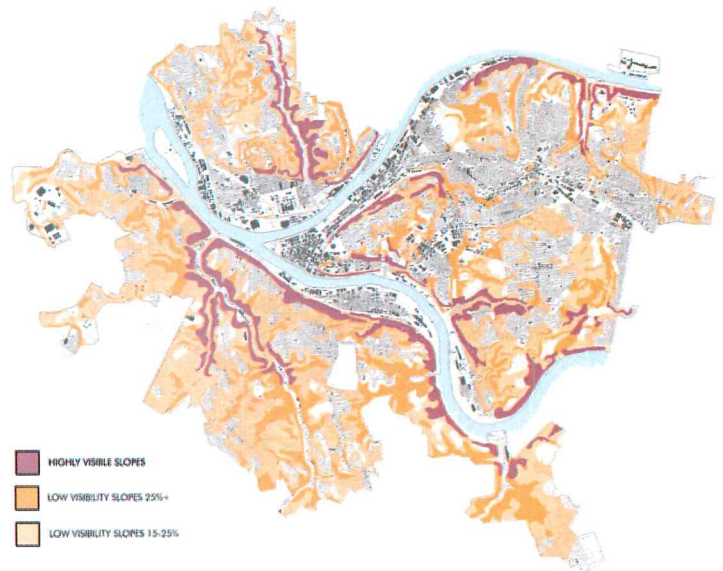 HIGHLY VISIBLE SLOPES
LOW VISIBILITY SLOPES 25%+
LOW VISIBILITY SLOPES 15-25%